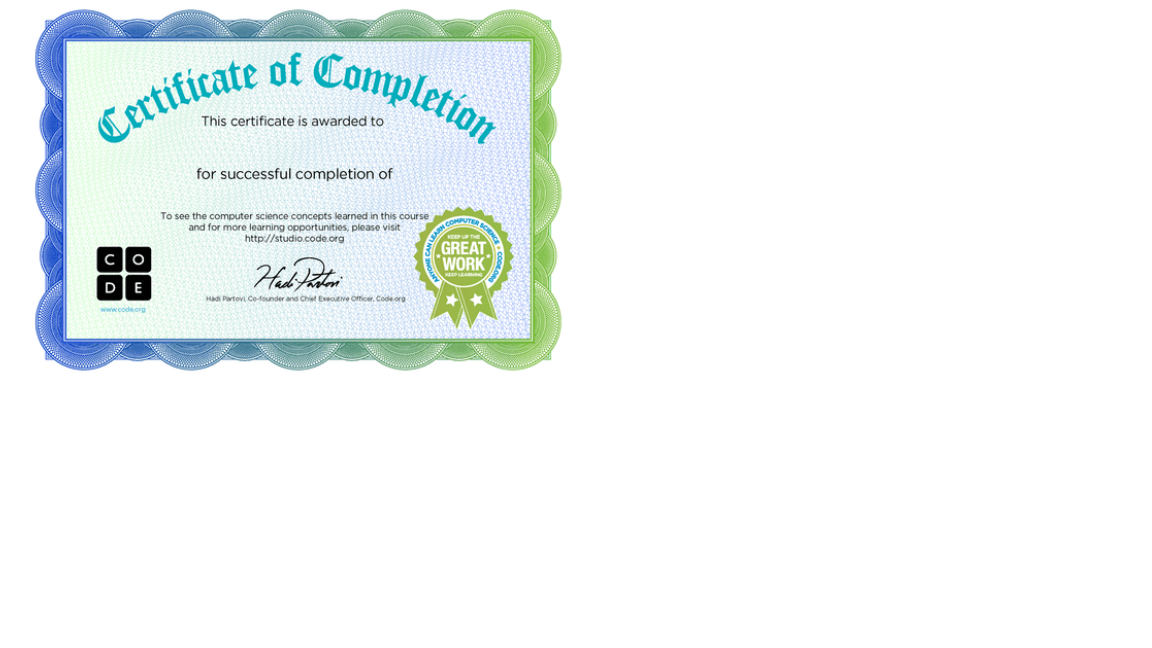 Certificate of Completion
This certificate is awarded to
for successful completion of
To see the computer science concepts learned in this course
and for more learning opportunities, please visit
http://studio.code.org
C O
D E
www.code.org
Hadi Partovi
Hadi Partovi, Co-founder and Chief Executive Officer, Code.org
ANYONE CAN LEARN COMPUTER SCIENCE • CODE.ORG
KEEP UP THE
GREAT
WORK
KEEP LEARNING